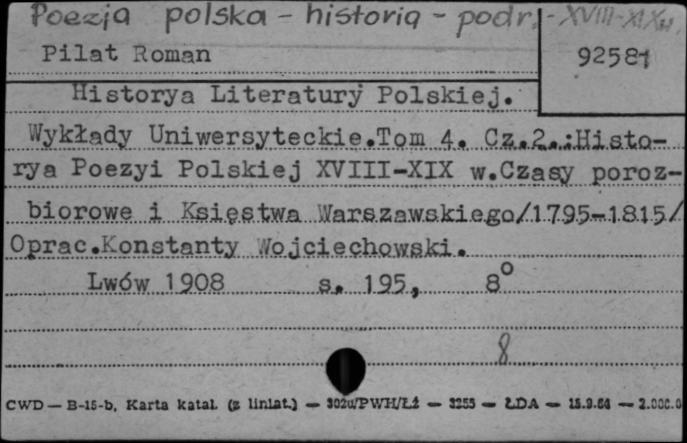 Poezja polska - historia - podr. - XVIII-XIX w.
Pilat Roman
92581
Historya Literatury Polskiej.
Wykłady Uniwersyteckie.Tom 4. Cz.2.:Histo-
rya Poezyi Polskiej XVIII-XIX w.Czasy poroz-
biorowe i Księstwa Warszawskiego/1795-1815/
Oprac.Konstanty Wojciechowski.
Lwów 1908 s. 195, 8°
8
CWD — B-15-b, Karta katal. (z liniat.) — 302u/PWH/Łż — 3253 — ŁDA — 15.9.64 — 2.000.0